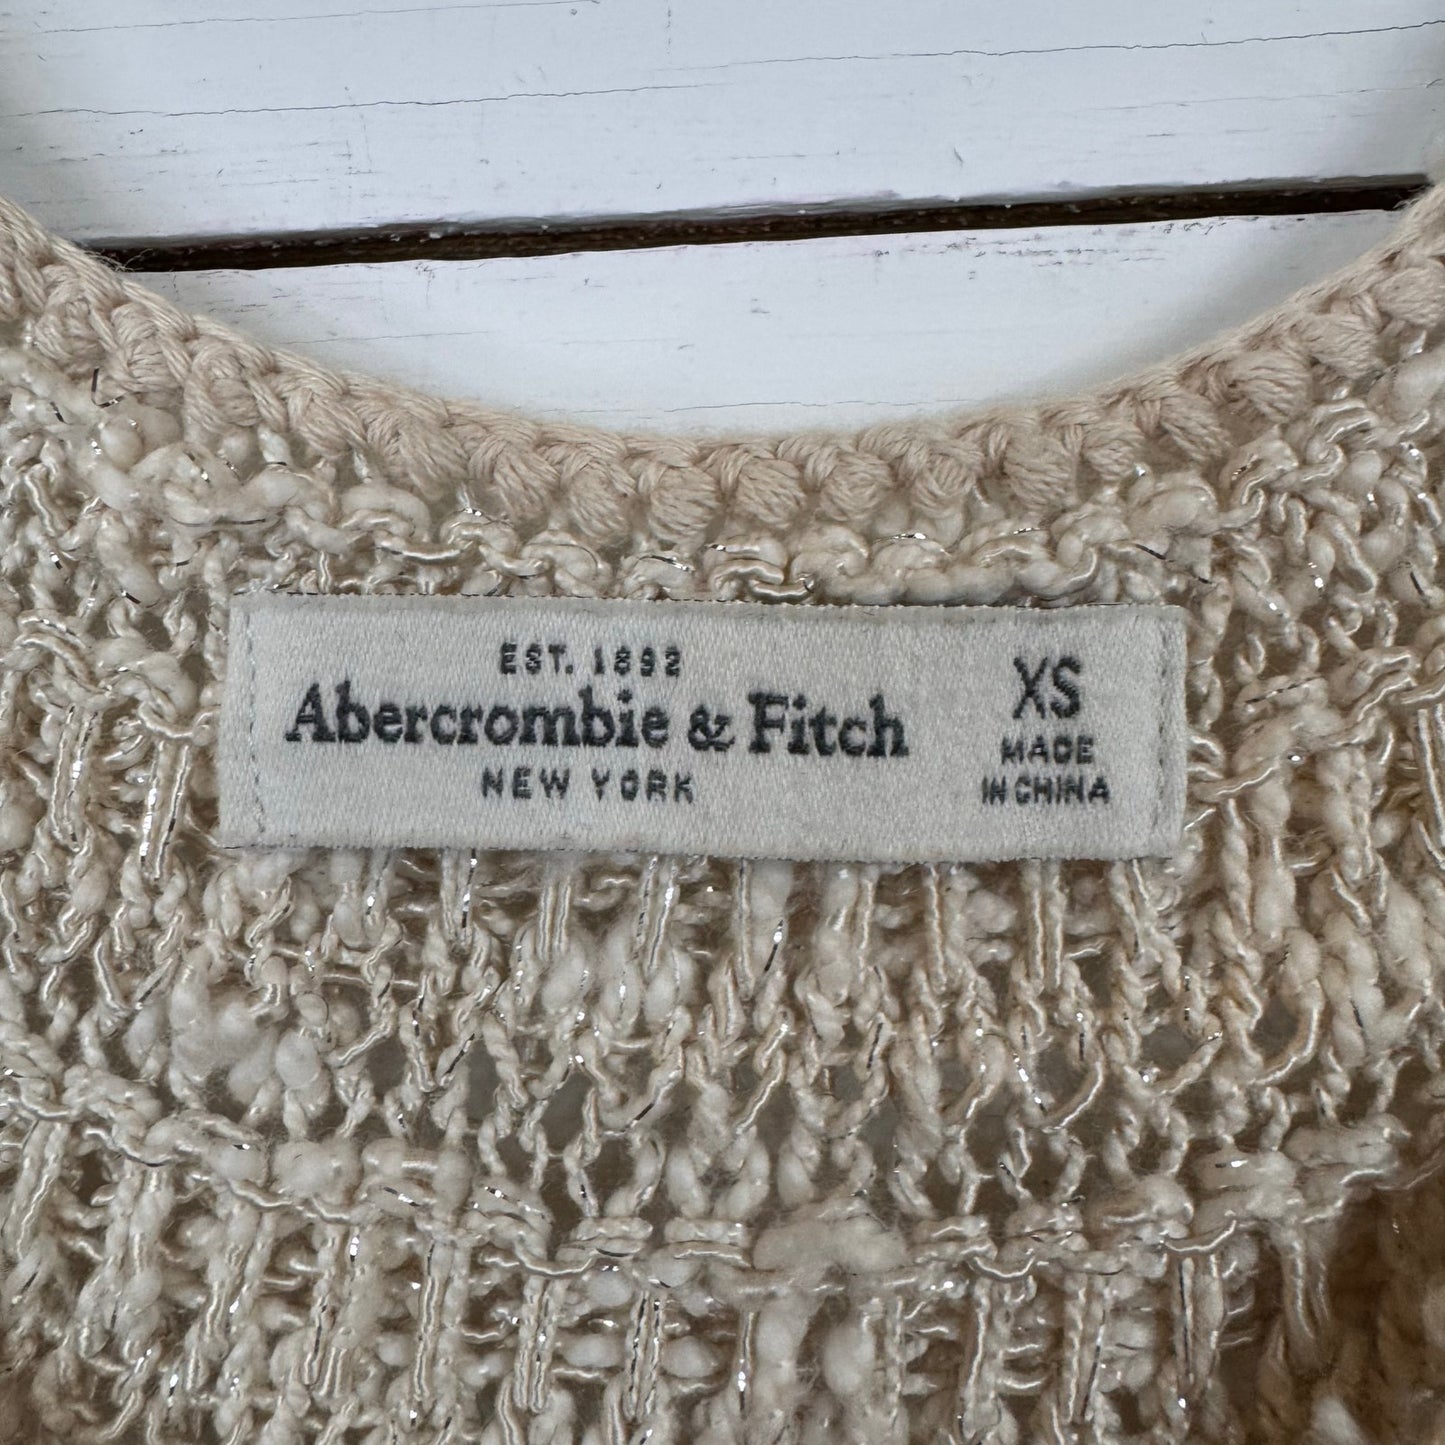 EST. 1892
Abercrombie & Fitch
NEW YORK
XS
MADE
IN CHINA